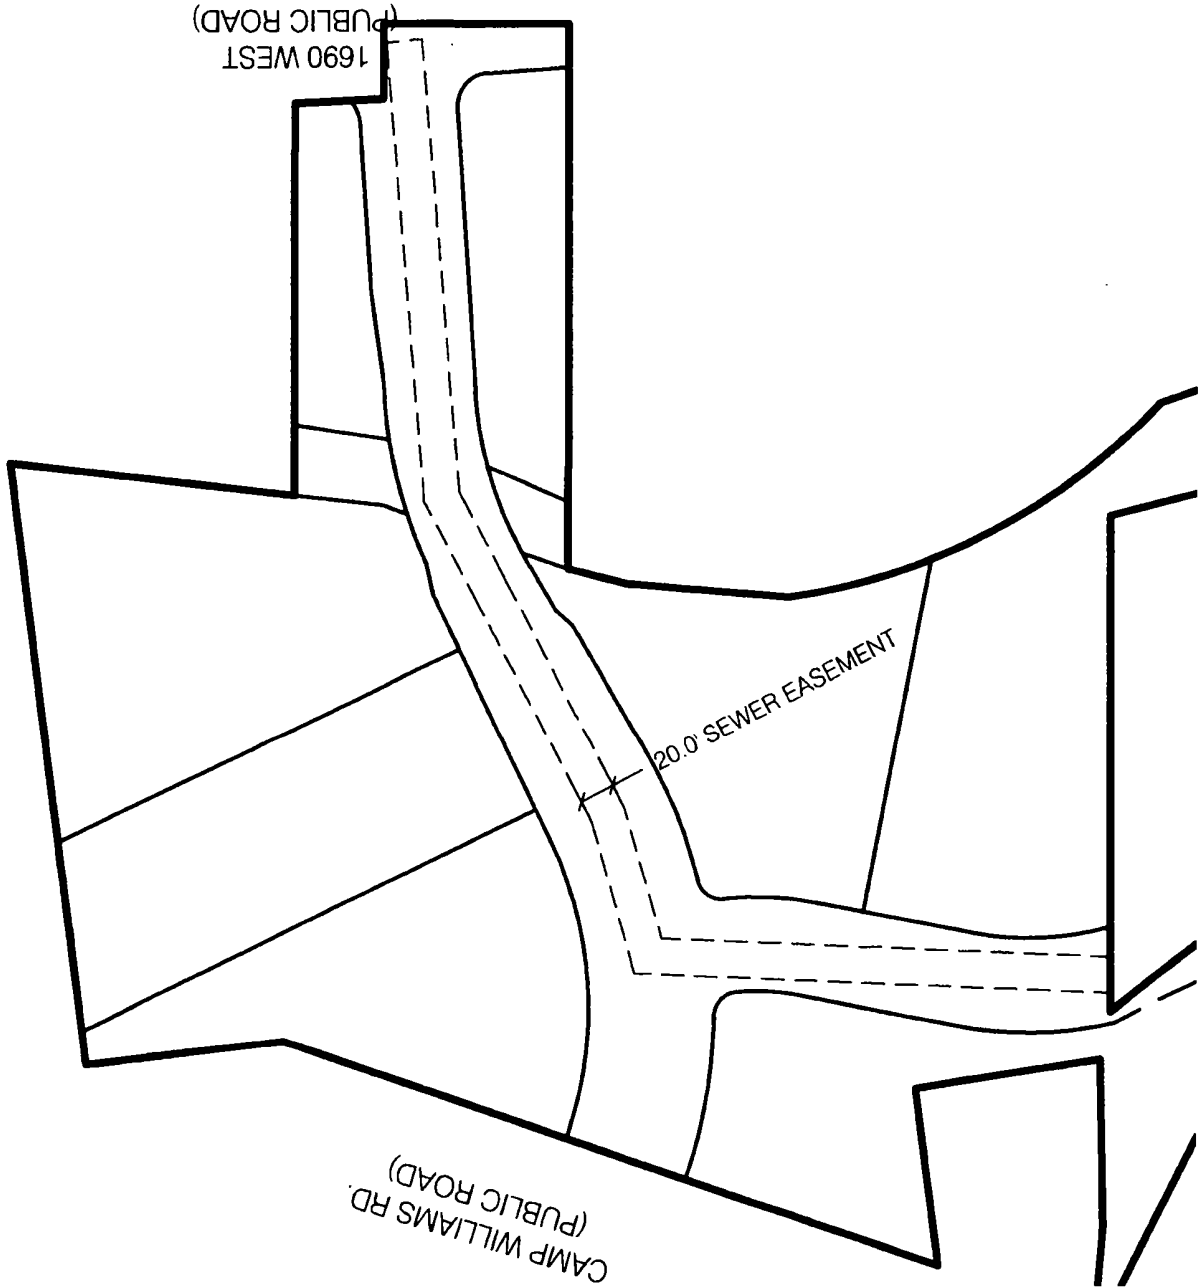 1690 WEST
(PUBLIC ROAD)
20.0' SEWER EASEMENT
CAMP WILLIAMS RD.
(PUBLIC ROAD)